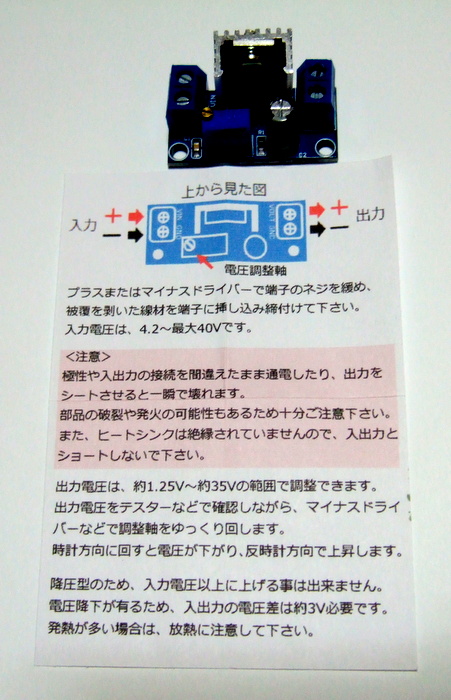 VIN
R1
上から見た図
入力 + + 出力
− −
VIN GND VOUT GND
電圧調整軸
プラスまたはマイナスドライバーで端子のネジを緩め、
被覆を剥いた線材を端子に挿し込み締付けて下さい。
入力電圧は、4.2～最大40Vです。
＜注意＞
極性や入出力の接続を間違えたまま通電したり、出力を
シートさせると一瞬で壊れます。
部品の破裂や発火の可能性もあるため十分ご注意下さい。
また、ヒートシンクは絶縁されていませんので、入出力と
ショートしないで下さい。
出力電圧は、約1.25V～約35Vの範囲で調整できます。
出力電圧をテスターなどで確認しながら、マイナスドライ
バーなどで調整軸をゆっくり回します。
時計方向に回すと電圧が下がり、反時計方向で上昇します。
降圧型のため、入力電圧以上に上げる事は出来ません。
電圧降下が有るため、入出力の電圧差は約3V必要です。
発熱が多い場合は、放熱に注意して下さい。